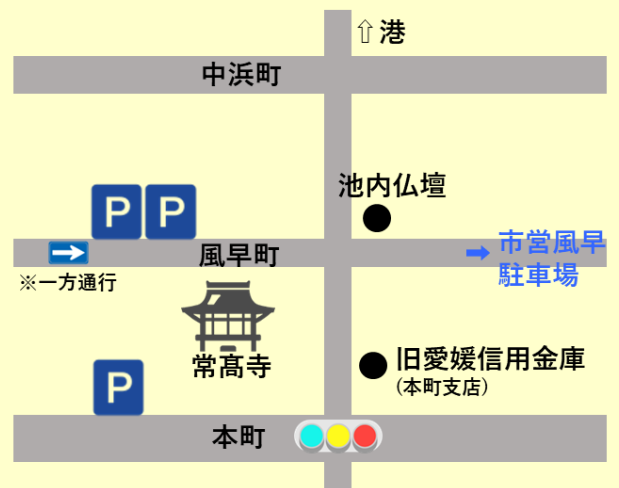 ⇧港
中浜町
池内仏壇
P P
風早町
市営風早
駐車場
※一方通行
常髙寺
旧愛媛信用金庫
(本町支店)
P
本町